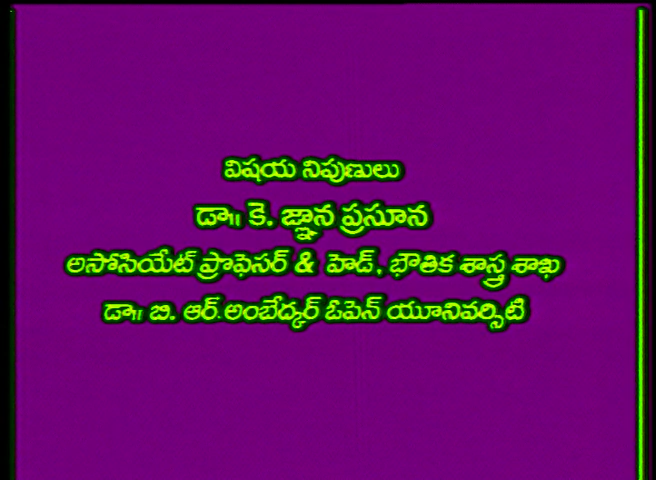 విషయ నిపుణులు
డా॥ కె. జ్ఞాన ప్రసూన
అసోసియేట్ ప్రొఫెసర్ & హెడ్, భౌతిక శాస్త్ర శాఖ
డా॥ బి. ఆర్.అంబేద్కర్ ఓపెన్ యూనివర్సిటి